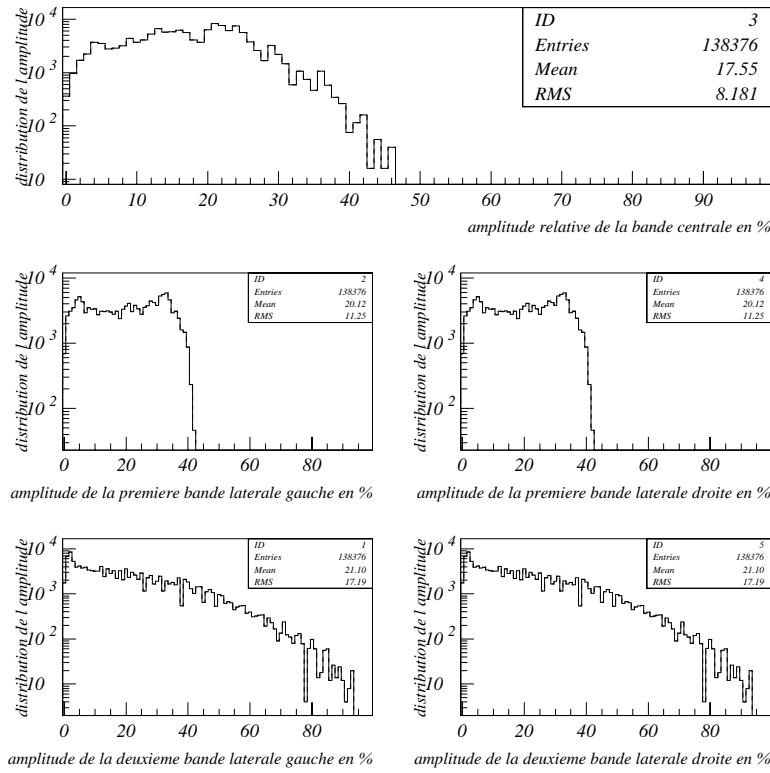 distribution de l amplitude
10 4
10 3
10 2
10
ID 3
Entries 138376
Mean 17.55
RMS 8.181
0 10 20 30 40 50 60 70 80 90
amplitude relative de la bande centrale en %
distribution de l amplitude
10 4
10 3
10 2
ID 2
Entries 138376
Mean 20.12
RMS 11.25
0 20 40 60 80
amplitude de la premiere bande laterale gauche en %
distribution de l amplitude
10 4
10 3
10 2
ID 4
Entries 138376
Mean 20.12
RMS 11.25
0 20 40 60 80
amplitude de la premiere bande laterale droite en %
distribution de l amplitude
10 4
10 3
10 2
10
ID 1
Entries 138376
Mean 21.10
RMS 17.19
0 20 40 60 80
amplitude de la deuxieme bande laterale gauche en %
distribution de l amplitude
10 4
10 3
10 2
10
ID 5
Entries 138376
Mean 21.10
RMS 17.19
0 20 40 60 80
amplitude de la deuxieme bande laterale droite en %